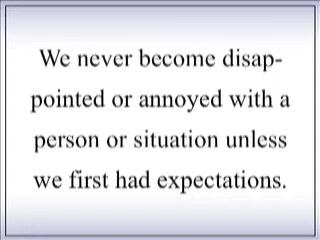 We never become disap-
pointed or annoyed with a
person or situation unless
we first had expectations.